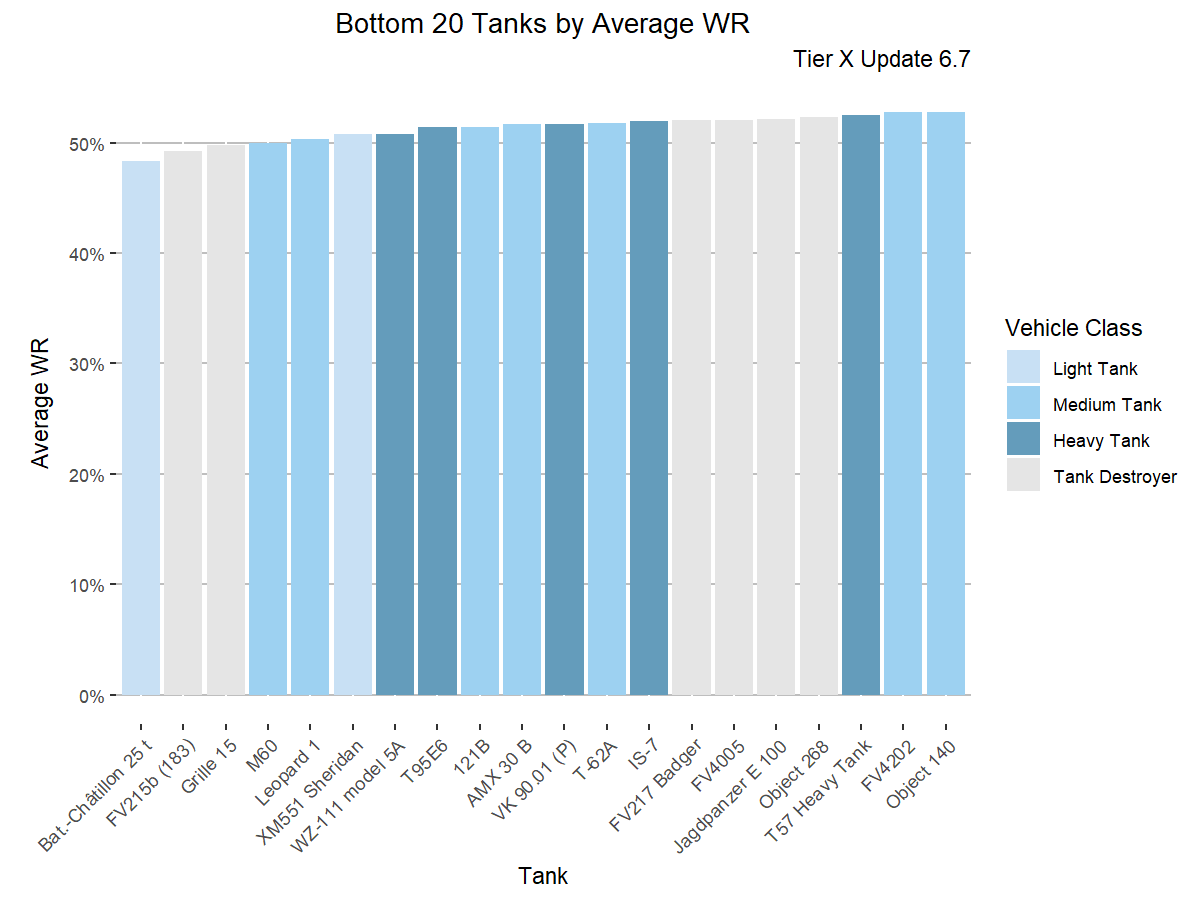 Bottom 20 Tanks by Average WR
Tier X Update 6.7
Average WR
50%
40%
30%
20%
10%
0%
Bat.-Châtillon 25 t
FV215b (183)
Grille 15
M60
Leopard 1
XM551 Sheridan
WZ-111 model 5A
T95E6
121B
AMX 30 B
VK 90.01 (P)
T-62A
IS-7
FV217 Badger
FV4005
Jagdpanzer E 100
Object 268
T57 Heavy Tank
FV4202
Object 140
Tank
Vehicle Class
Light Tank
Medium Tank
Heavy Tank
Tank Destroyer